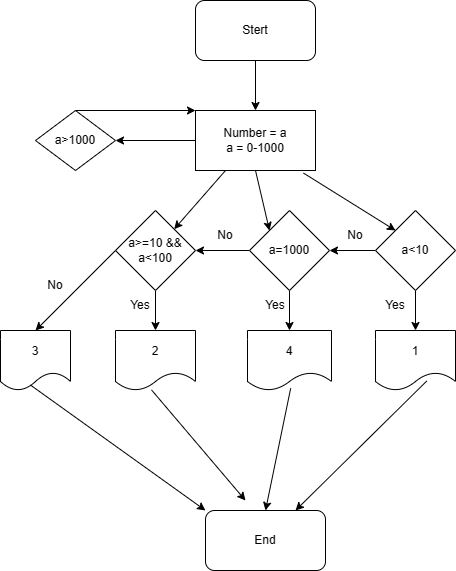 Stert
Number = a
a = 0-1000
a>1000
a>=10 &&
a<100
No
a=1000
No
a<10
No
Yes
Yes
Yes
3
2
4
1
End